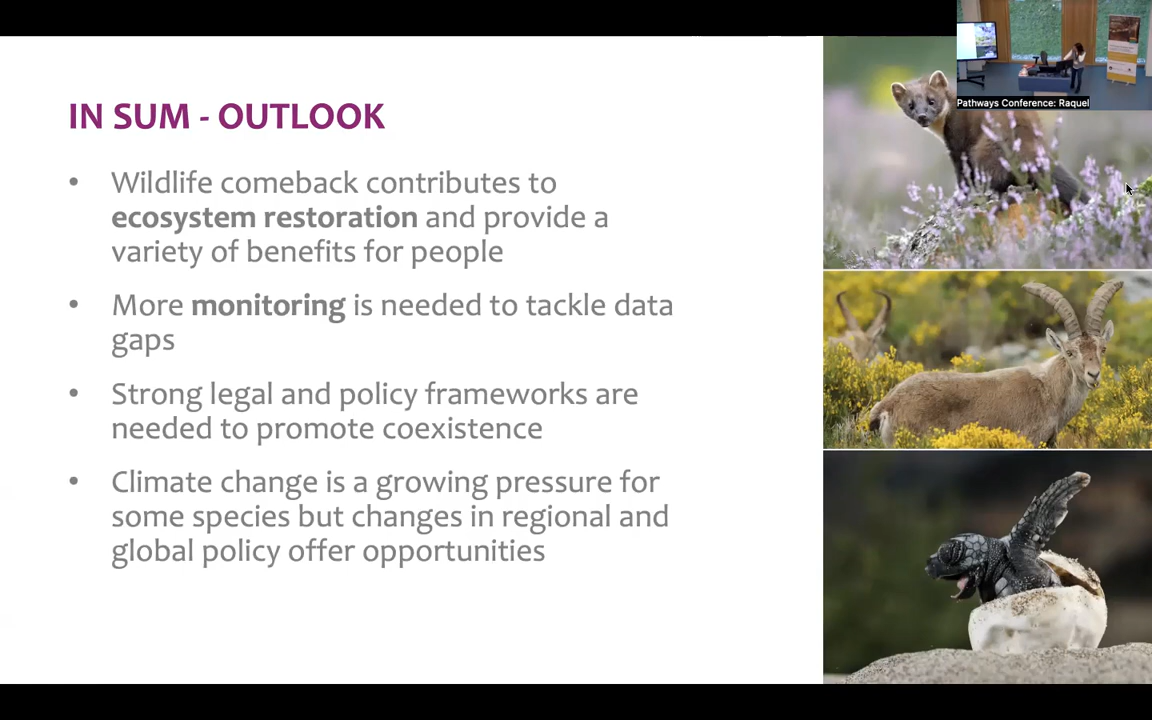 Pathways Conference: Raquel
IN SUM - OUTLOOK
• Wildlife comeback contributes to
ecosystem restoration and provide a
variety of benefits for people
• More monitoring is needed to tackle data
gaps
• Strong legal and policy frameworks are
needed to promote coexistence
• Climate change is a growing pressure for
some species but changes in regional and
global policy offer opportunities